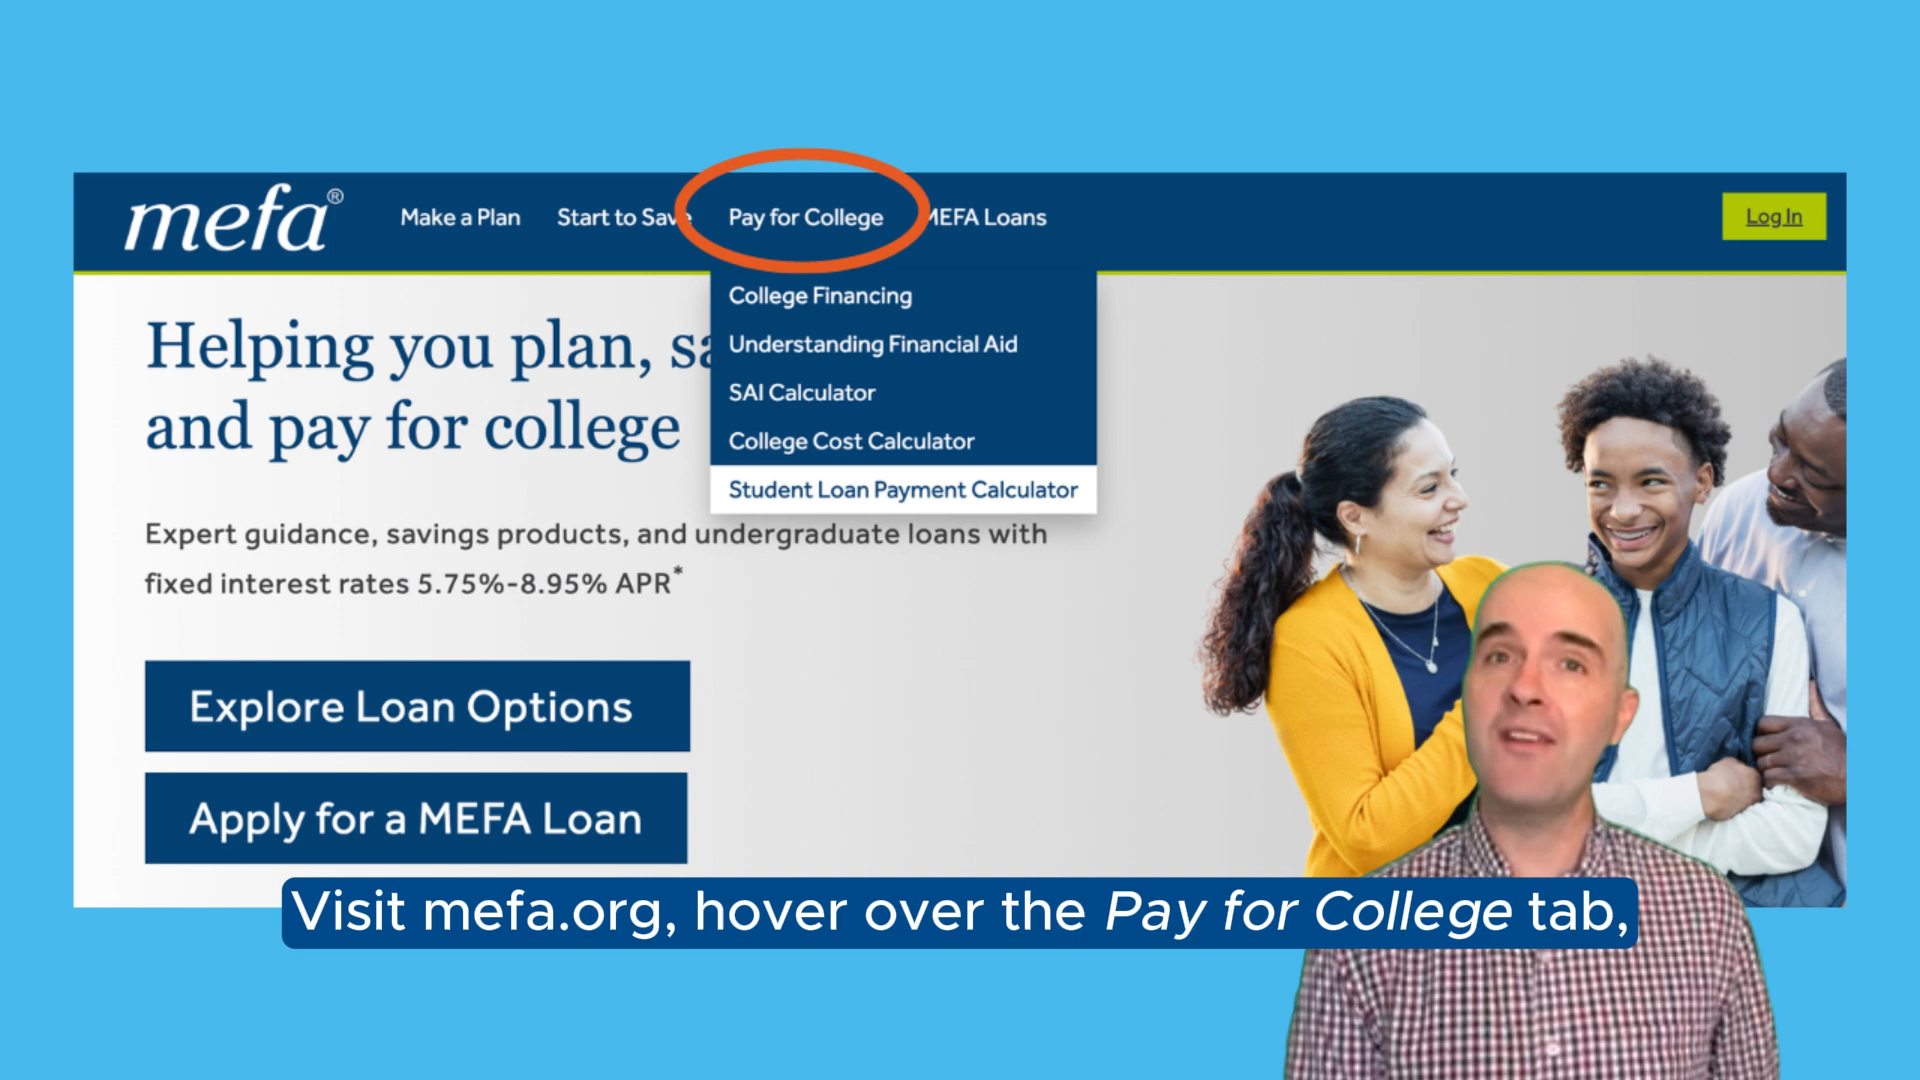 mefa®
Make a Plan Start to Save Pay for College MEFA Loans Log In
College Financing
Understanding Financial Aid
SAI Calculator
College Cost Calculator
Student Loan Payment Calculator
Helping you plan, sa
and pay for college
Expert guidance, savings products, and undergraduate loans with
fixed interest rates 5.75%-8.95% APR*
Explore Loan Options
Apply for a MEFA Loan
Visit mefa.org, hover over the Pay for College tab,